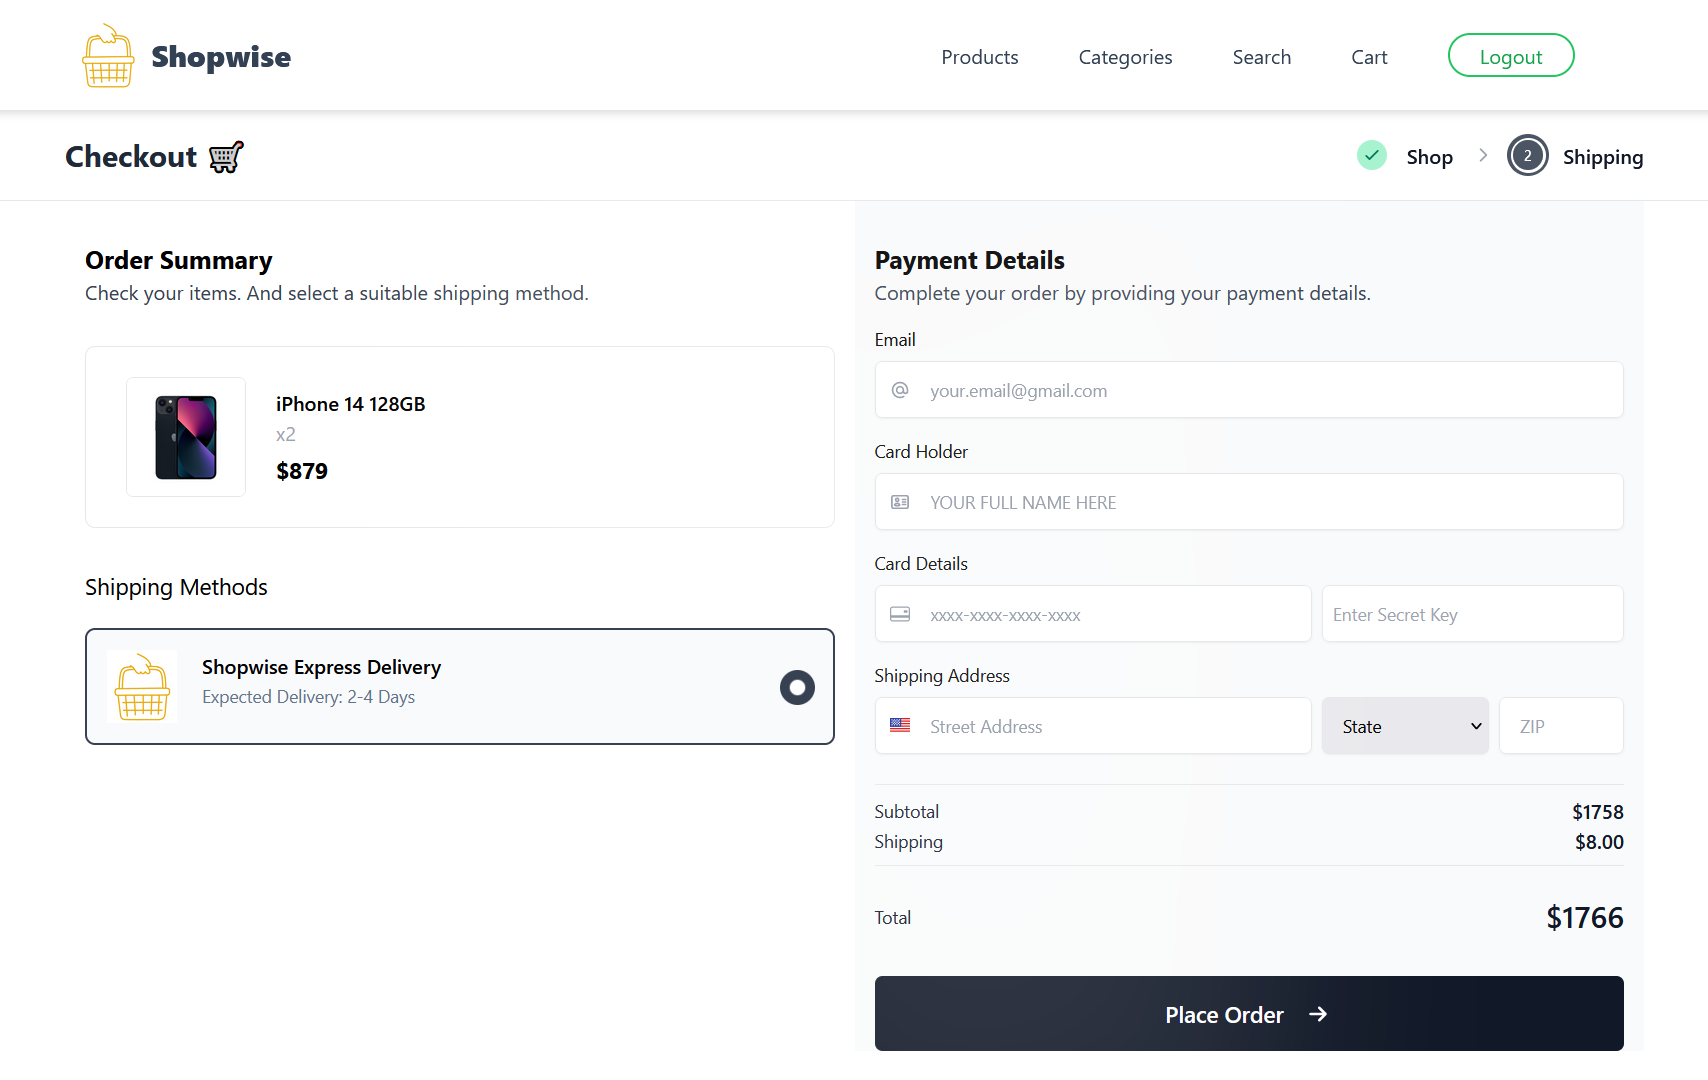 Shopwise
Products
Categories
Search
Cart
Logout
Checkout
Shop
2
Shipping
Order Summary
Check your items. And select a suitable shipping method.
iPhone 14 128GB
x2
$879
Shipping Methods
Shopwise Express Delivery
Expected Delivery: 2-4 Days
Payment Details
Complete your order by providing your payment details.
Email
your.email@gmail.com
Card Holder
YOUR FULL NAME HERE
Card Details
xxxx-xxxx-xxxx-xxxx
Enter Secret Key
Shipping Address
Street Address
State
ZIP
Subtotal
$1758
Shipping
$8.00
Total
$1766
Place Order